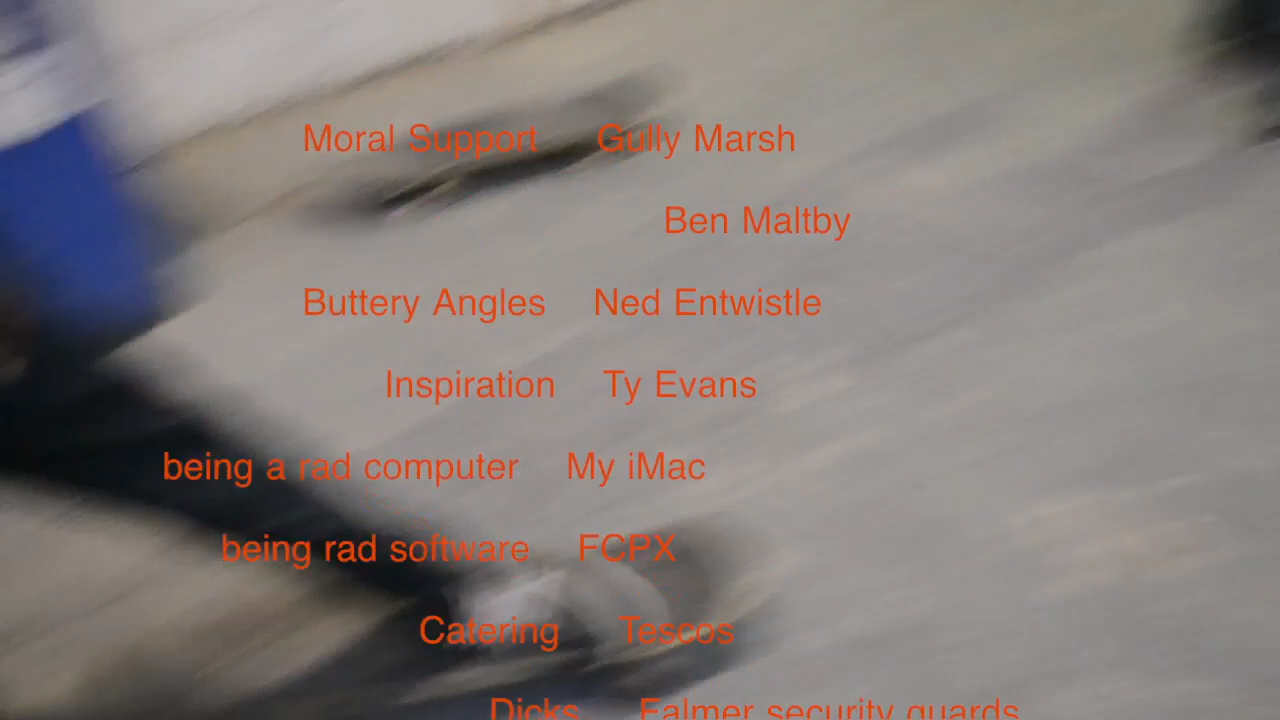 Moral Support Gully Marsh
Ben Maltby
Buttery Angles Ned Entwistle
Inspiration Ty Evans
being a rad computer My iMac
being rad software FCPX
Catering Tescos
Dicks Falmer security guards